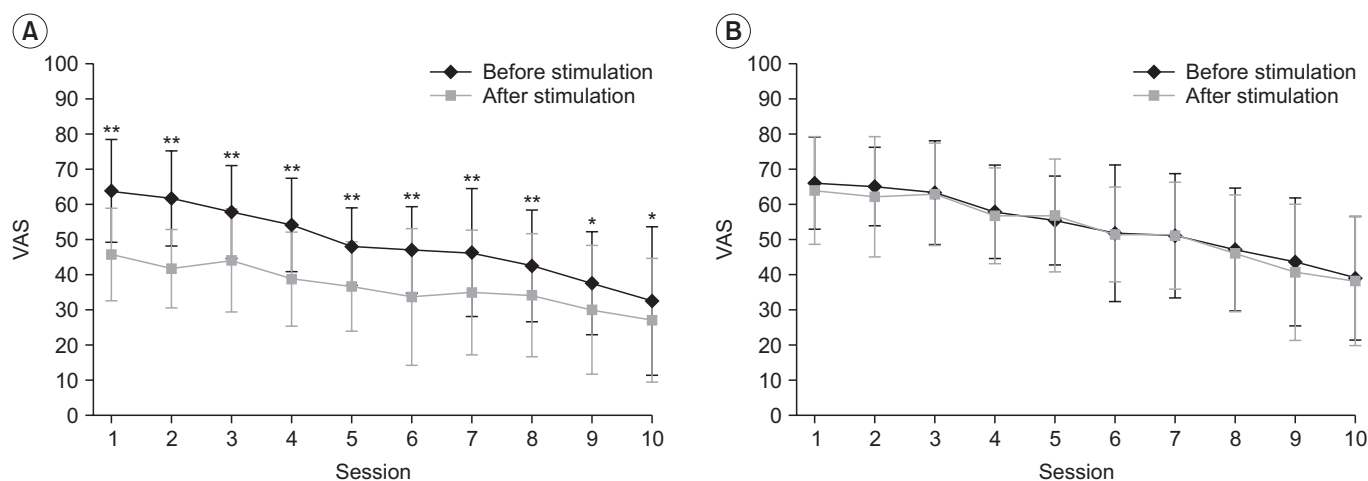 A
100
90
80
70
60
50
40
30
20
10
0
VAS
Before stimulation
After stimulation
** ** ** ** ** ** ** ** * *
1 2 3 4 5 6 7 8 9 10
Session
B
100
90
80
70
60
50
40
30
20
10
0
VAS
Before stimulation
After stimulation
1 2 3 4 5 6 7 8 9 10
Session